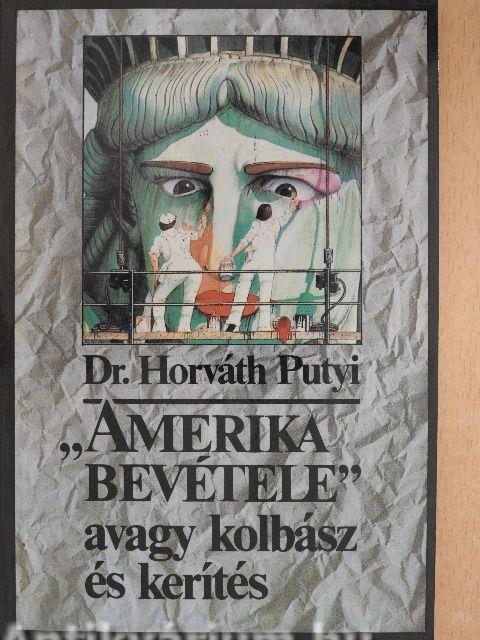 Dr. Horváth Putyi
„AMERIKA
BEVÉTELE”
avagy kolbász
és kerítés